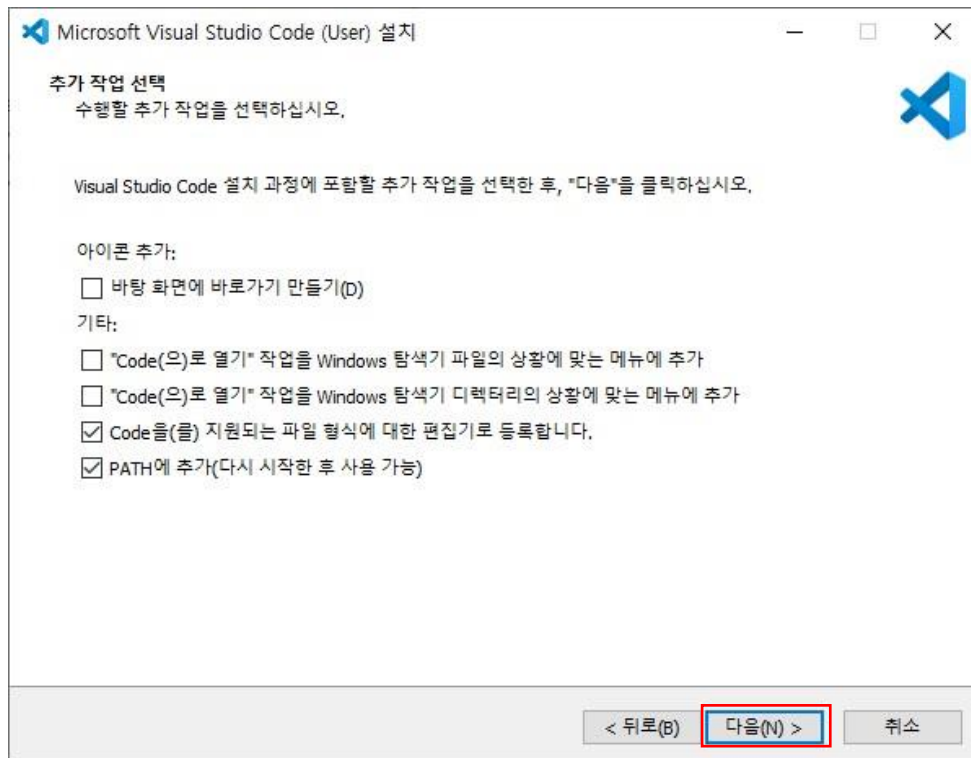 Microsoft Visual Studio Code (User) 설치
추가 작업 선택
수행할 추가 작업을 선택하십시오.
Visual Studio Code 설치 과정에 포함할 추가 작업을 선택한 후, "다음"을 클릭하십시오.
아이콘 추가:
바탕 화면에 바로가기 만들기(D)
기타:
"Code(으)로 열기" 작업을 Windows 탐색기 파일의 상황에 맞는 메뉴에 추가
"Code(으)로 열기" 작업을 Windows 탐색기 디렉터리의 상황에 맞는 메뉴에 추가
Code을(를) 지원되는 파일 형식에 대한 편집기로 등록합니다.
PATH에 추가(다시 시작한 후 사용 가능)
< 뒤로(B) 다음(N) > 취소